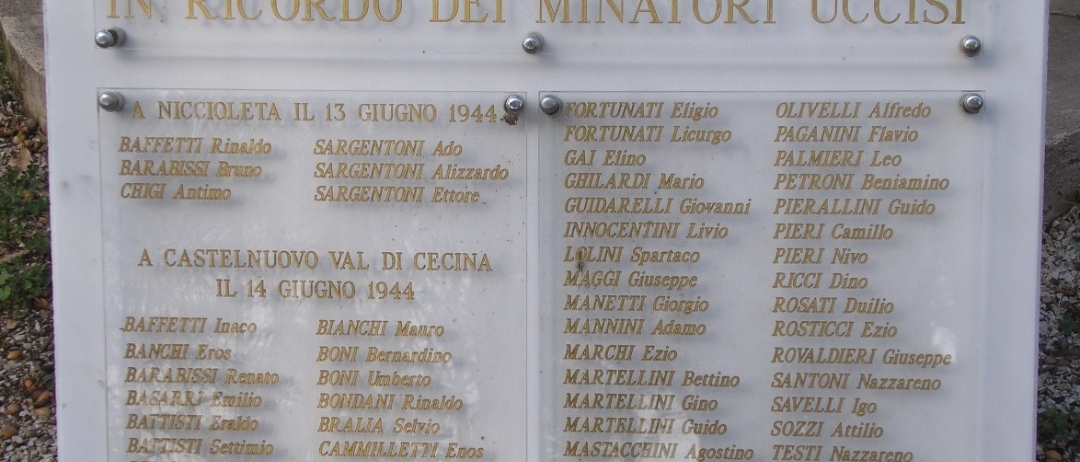 IN RICORDO DEI MINATORI UCCISI
A NICCIOLETA IL 13 GIUGNO 1944
BAFFETTI Rinaldo
BARABISSI Bruno
CHIGI Antimo
SARGENTONI Ado
SARGENTONI Alizzardo
SARGENTONI Ettore
A CASTELNUOVO VAL DI CECINA
IL 14 GIUGNO 1944
BAFFETTI Inaco
BANCHI Eros
BARABISSI Renato
BASARRI Emilio
BATTISTI Eraldo
BATTISTI Settimio
BIANCHI Mauro
BONI Bernardino
BONI Umberto
BONDANI Rinaldo
BRALIA Selvio
CAMMILLETTI Enos
FORTUNATI Eligio
FORTUNATI Licurgo
GAI Elino
GHILARDI Mario
GUIDARELLI Giovanni
INNOCENTINI Livio
LOLINI Spartaco
MAGGI Giuseppe
MANETTI Giorgio
MANNINI Adamo
MARCHI Ezio
MARTELLINI Bettino
MARTELLINI Gino
MARTELLINI Guido
MASTACCHINI Agostino
OLIVELLI Alfredo
PAGANINI Flavio
PALMIERI Leo
PETRONI Beniamino
PIERALLINI Guido
PIERI Camillo
PIERI Nivo
RICCI Dino
ROSATI Duilio
ROSTICCI Ezio
ROVALDIERI Giuseppe
SANTONI Nazzareno
SAVELLI Igo
SOZZI Attilio
TESTI Nazzareno